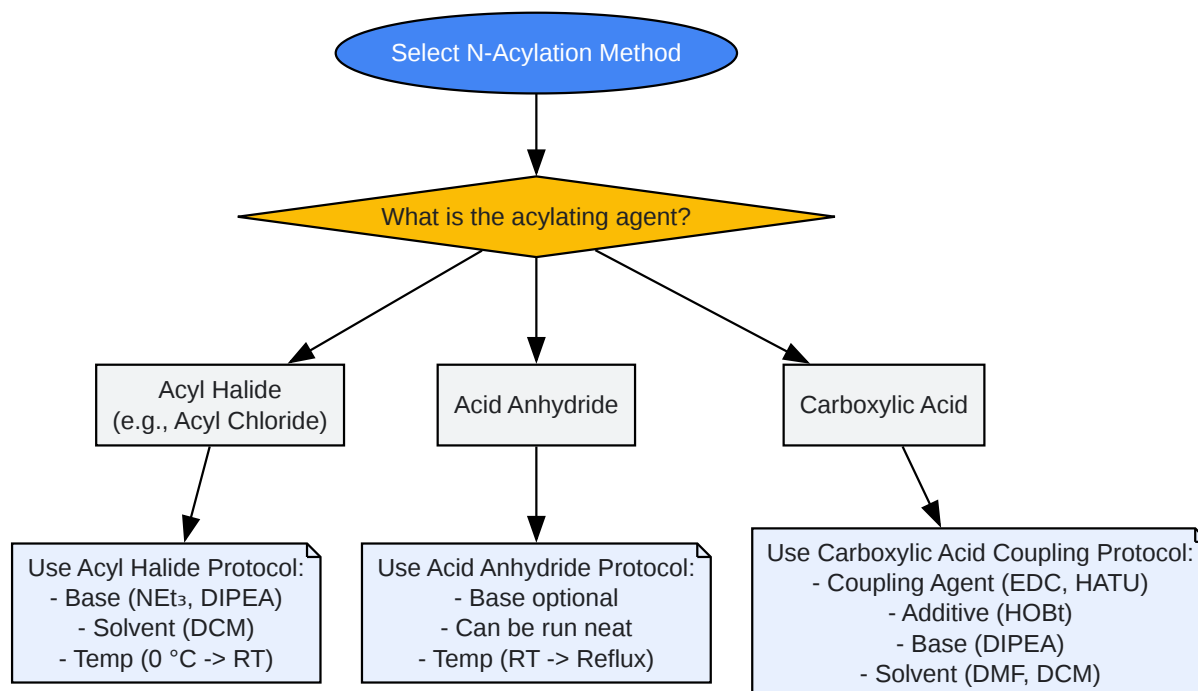 Select N-Acylation Method
What is the acylating agent?
Acyl Halide
(e.g., Acyl Chloride)
Acid Anhydride
Carboxylic Acid
Use Acyl Halide Protocol:
- Base (NEt₃, DIPEA)
- Solvent (DCM)
- Temp (0 °C -> RT)
Use Acid Anhydride Protocol:
- Base optional
- Can be run neat
- Temp (RT -> Reflux)
Use Carboxylic Acid Coupling Protocol:
- Coupling Agent (EDC, HATU)
- Additive (HOBt)
- Base (DIPEA)
- Solvent (DMF, DCM)